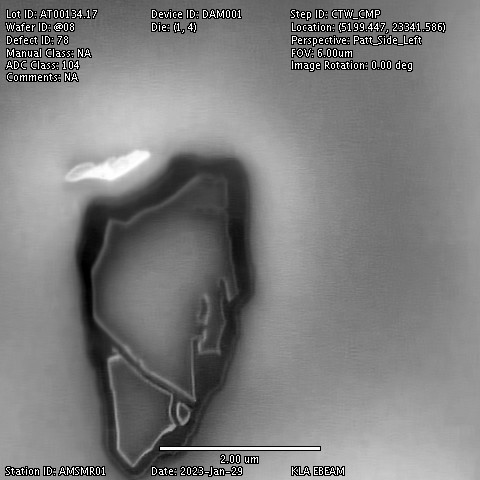 Lot ID: AT00134.17 Device ID: DAM001 Step ID: CTW_CMP
Wafer ID: @08 Die: (1, 4) Location: (5199.447, 23341.586)
Defect ID: 78 Perspective: Patt_Side_Left
Manual Class: NA FOV: 6.00um
ADC Class: 104 Image Rotation: 0.00 deg
Comments: NA
2.00 um
Station ID: AMSMR01 Date: 2023-Jan-29 KLA EBEAM